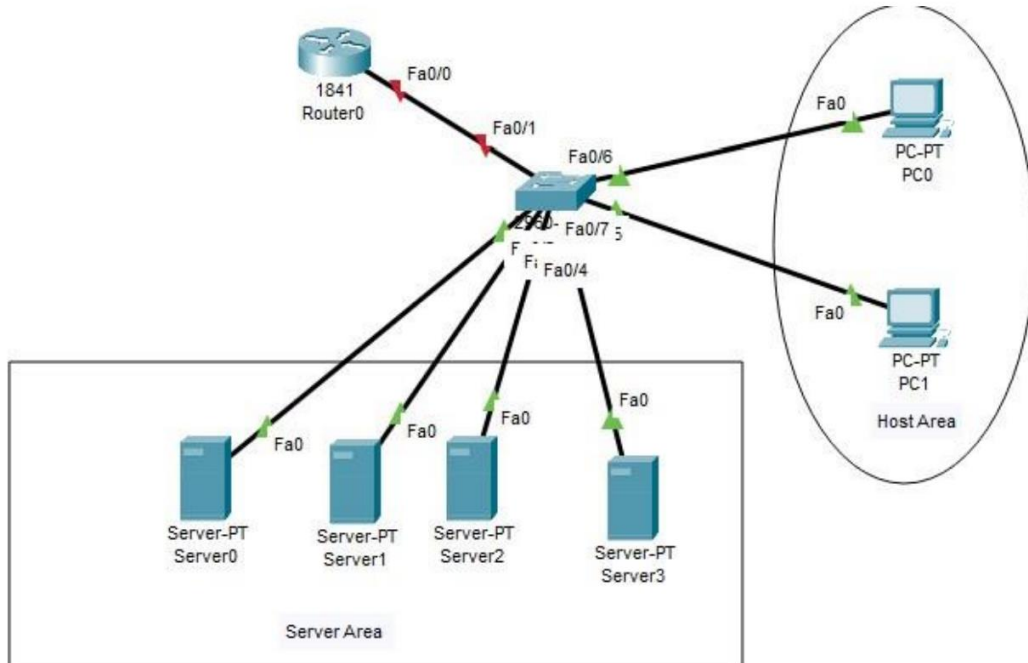 Fa0/0
1841
Router0
Fa0/1
Fa0/6
Fa0
PC-PT
PC0
Fa0/7
Fa0/4
Fa0
PC-PT
PC1
Host Area
Fa0
Fa0
Fa0
Fa0
Server-PT
Server0
Server-PT
Server1
Server-PT
Server2
Server-PT
Server3
Server Area